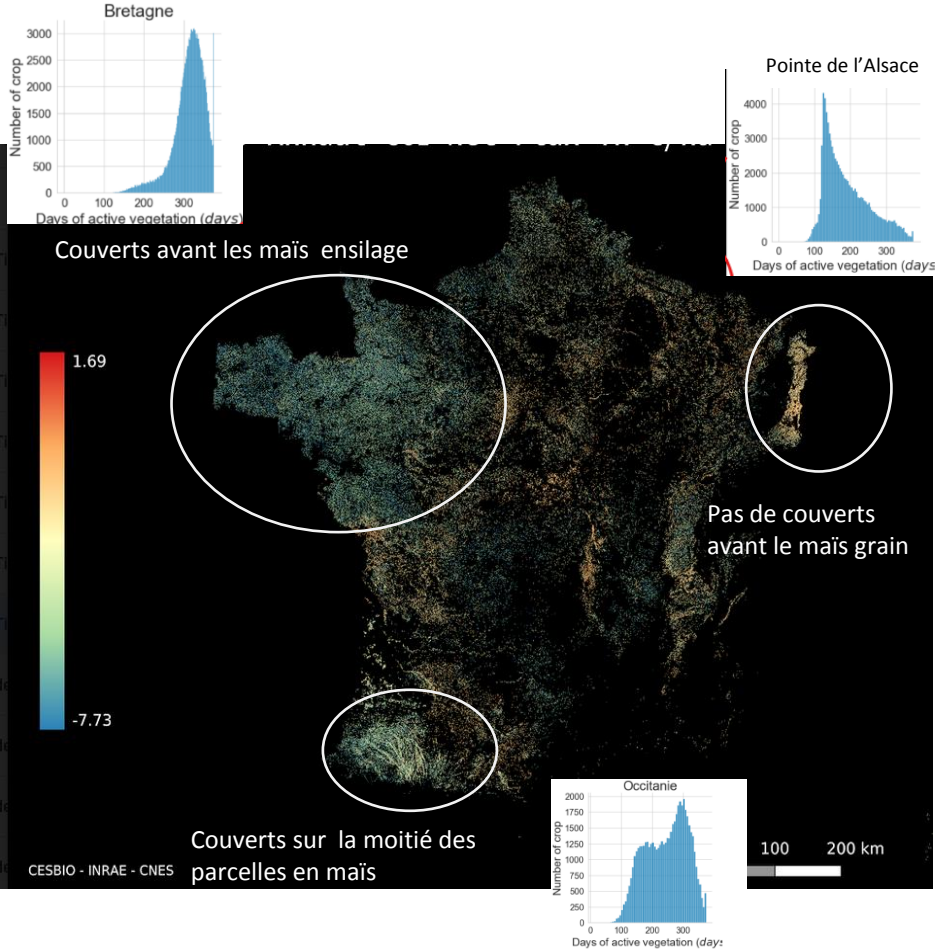 Bretagne
3000
2500
2000
1500
1000
500
0
Number of crop
0 100 200 300
Days of active vegetation (days)
Pointe de l'Alsace
4000
3000
2000
1000
0
Number of crop
0 100 200 300
Days of active vegetation (days
Couverts avant les maïs ensilage
1.69
-7.73
Pas de couverts
avant le maïs grain
Couverts sur la moitié des
parcelles en maïs
CESBIO - INRAE - CNES
Occitanie
2000
1750
1500
1250
1000
750
500
250
0
Number of crop
0 100 200 300
Days of active vegetation (days
100 200 km